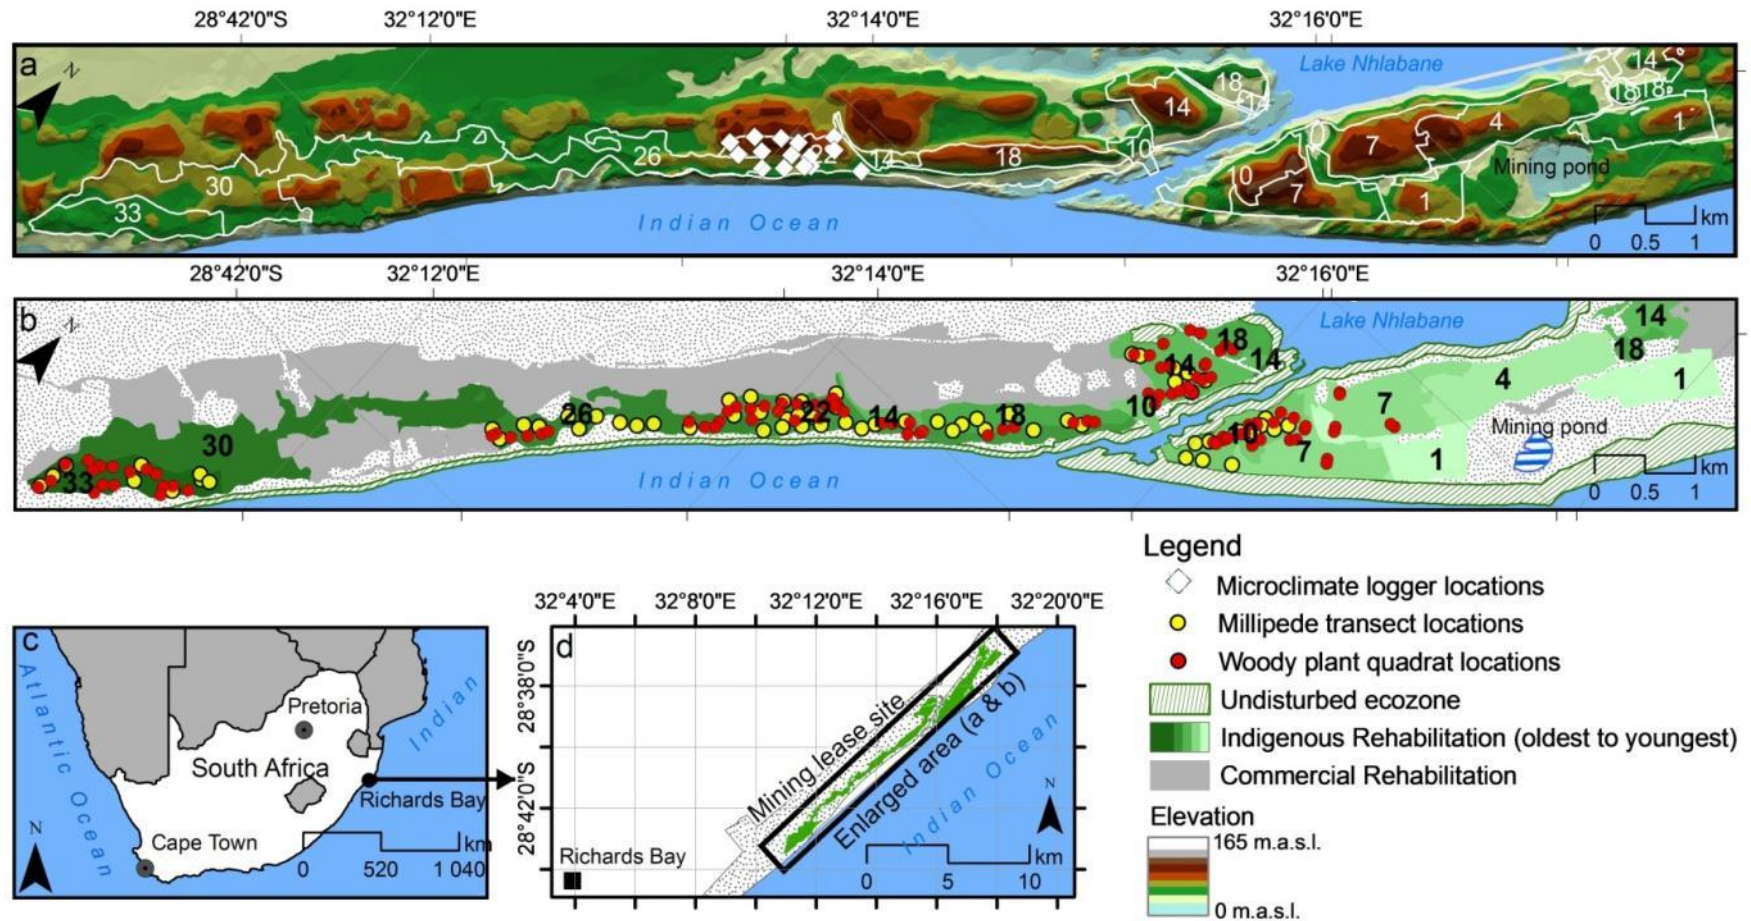 28°42'0"S 32°12'0"E 32°14'0"E 32°16'0"E
a
N
Lake Nhlabane
14
18
14
14
18 18
1
4
7
10
26
22
14
18
10
0
7
1
Mining pond
30
33
Indian Ocean
km
0 0.5 1
28°42'0"S 32°12'0"E 32°14'0"E 32°16'0"E
b
N
Lake Nhlabane
14
18
18
14
14
4
1
7
10
26
22
14
18
10
7
1
Mining pond
30
33
Indian Ocean
km
0 0.5 1
Legend
Microclimate logger locations
Millipede transect locations
Woody plant quadrat locations
Undisturbed ecozone
Indigenous Rehabilitation (oldest to youngest)
Commercial Rehabilitation
Elevation
165 m.a.s.l.
0 m.a.s.l.
c
Atlantic Ocean
Indian
Pretoria
South Africa
Richards Bay
Cape Town
N
km
0 520 1 040
32°4'0"E 32°8'0"E 32°12'0"E 32°16'0"E 32°20'0"E
d
28°38'0"S
28°42'0"S
Mining lease site
Enlarged area (a & b)
Indian Ocean
N
Richards Bay
km
0 5 10